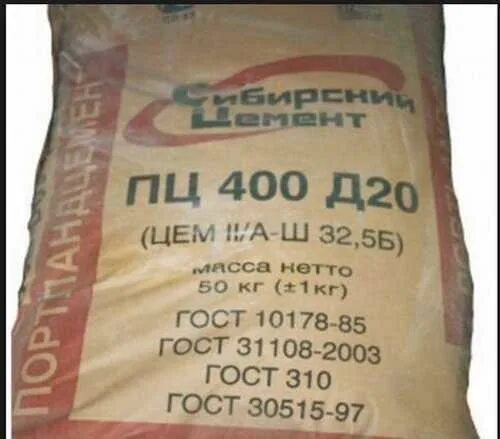 Сибирский
Цемент
ПЦ 400 Д20
(ЦЕМ II/А-Ш 32,5Б)
масса нетто
50 кг (±1кг)
ГОСТ 10178-85
ГОСТ 31108-2003
ГОСТ 310
ГОСТ 30515-97
ПОРТЛАНДЦЕМЕНТ